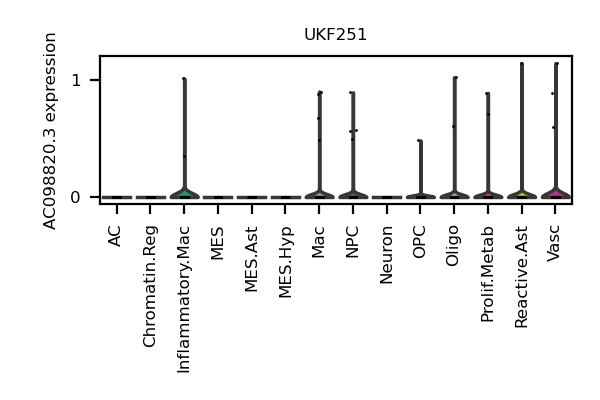 UKF251
AC098820.3 expression
1
0
AC
Chromatin.Reg
Inflammatory.Mac
MES
MES.Ast
MES.Hyp
Mac
NPC
Neuron
OPC
Oligo
Prolif.Metab
Reactive.Ast
Vasc